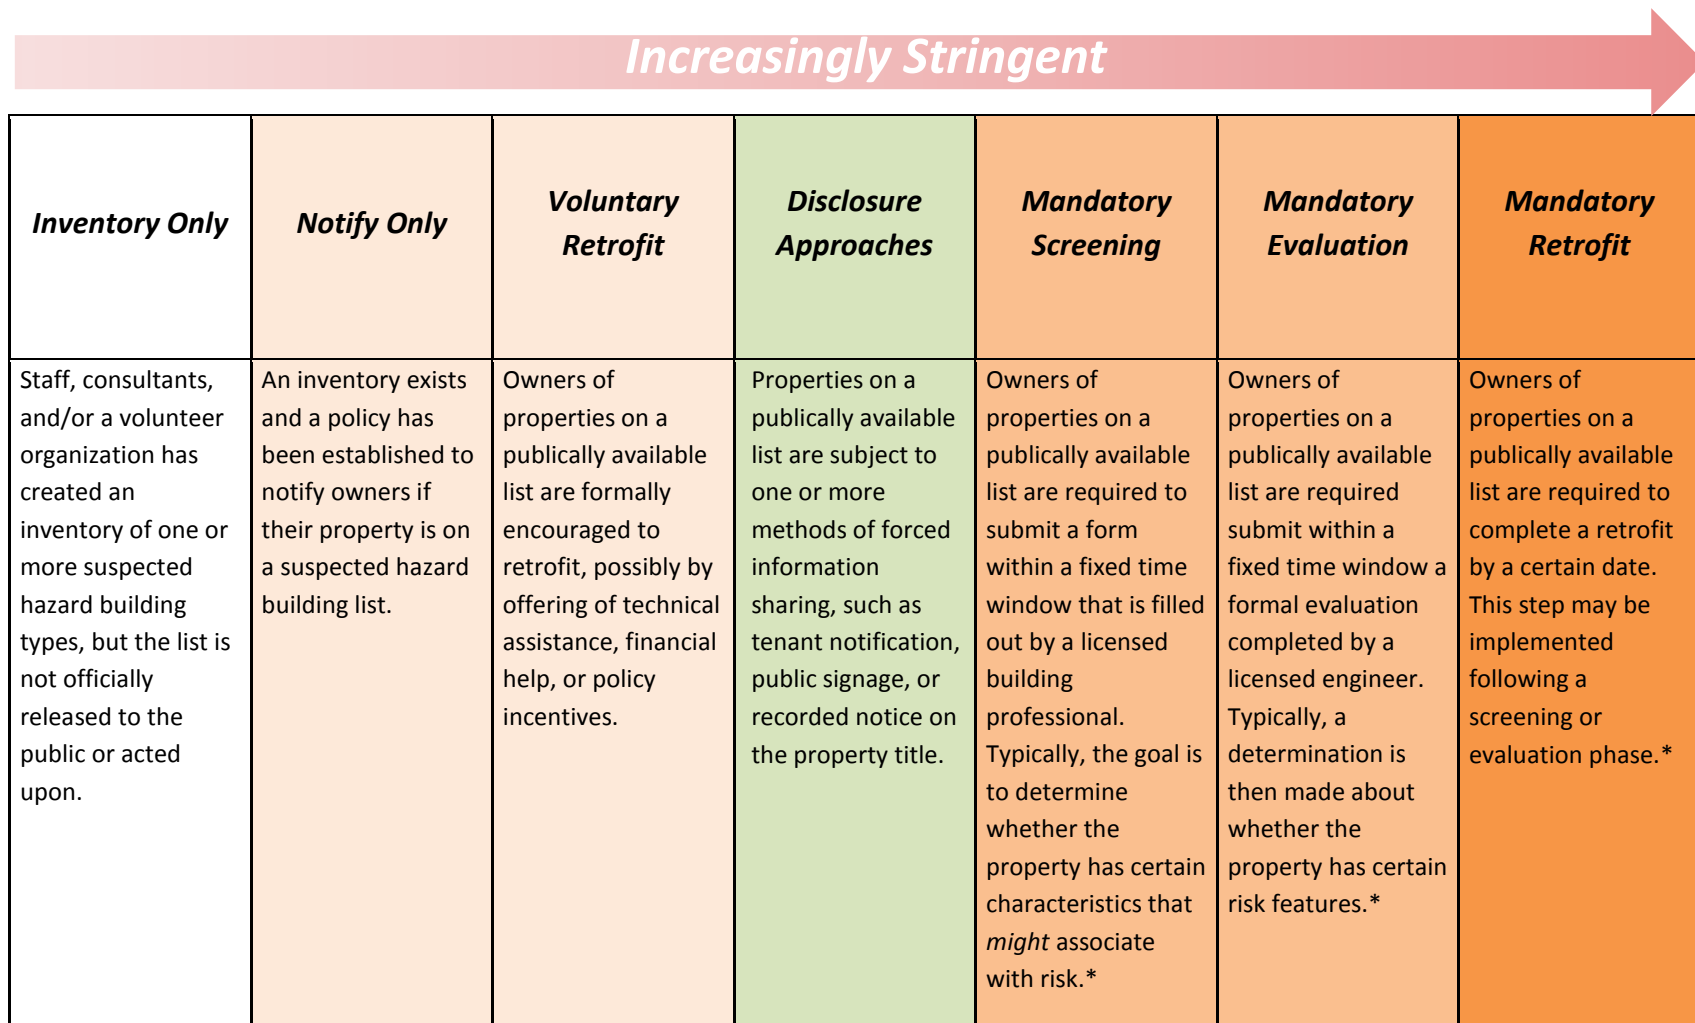 Increasingly Stringent
Inventory Only
Notify Only
Voluntary
Retrofit
Disclosure
Approaches
Mandatory
Screening
Mandatory
Evaluation
Mandatory
Retrofit
Staff, consultants,
and/or a volunteer
organization has
created an
inventory of one or
more suspected
hazard building
types, but the list is
not officially
released to the
public or acted
upon.
An inventory exists
and a policy has
been established to
notify owners if
their property is on
a suspected hazard
building list.
Owners of
properties on a
publically available
list are formally
encouraged to
retrofit, possibly by
offering of technical
assistance, financial
help, or policy
incentives.
Properties on a
publically available
list are subject to
one or more
methods of forced
information
sharing, such as
tenant notification,
public signage, or
recorded notice on
the property title.
Owners of
properties on a
publically available
list are required to
submit a form
within a fixed time
window that is filled
out by a licensed
building
professional.
Typically, the goal is
to determine
whether the
property has certain
characteristics that
might associate
with risk.*
Owners of
properties on a
publically available
list are required
submit within a
fixed time window a
formal evaluation
completed by a
licensed engineer.
Typically, a
determination is
then made about
whether the
property has certain
risk features.*
Owners of
properties on a
publically available
list are required to
complete a retrofit
by a certain date.
This step may be
implemented
following a
screening or
evaluation phase.*